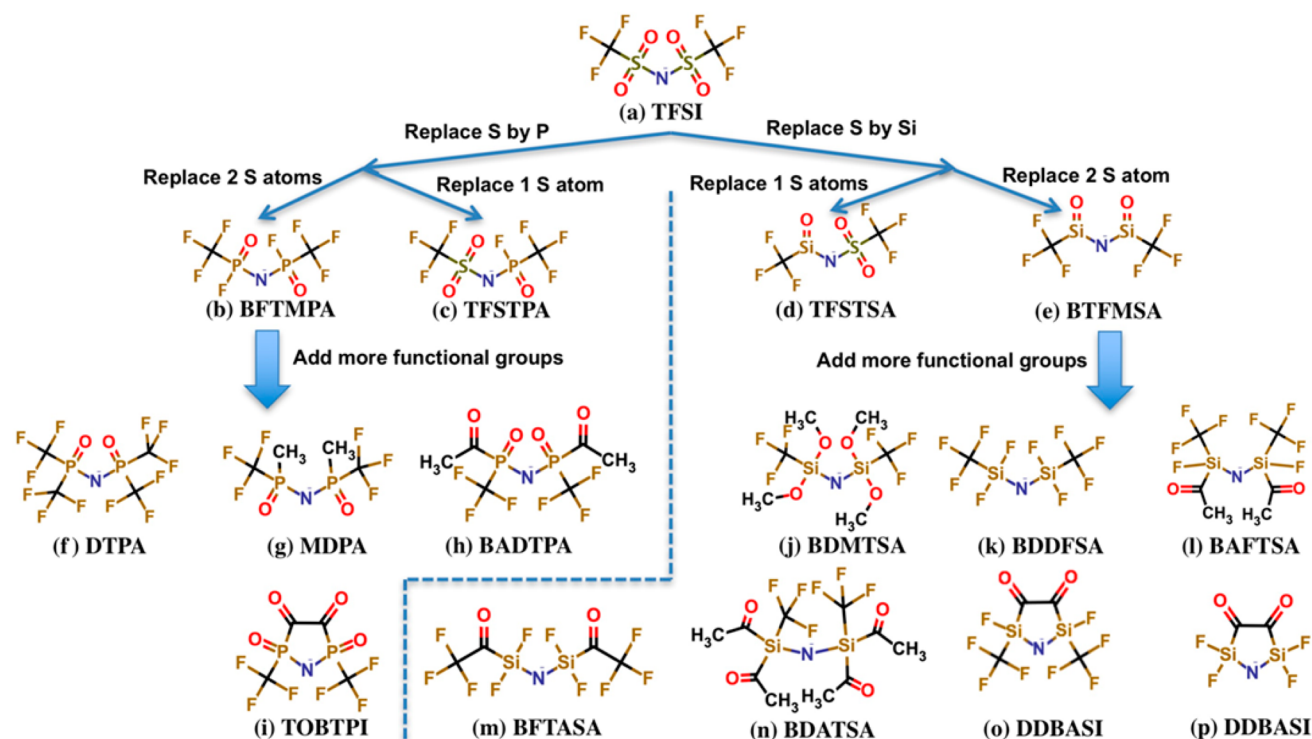 (a) TFSI
Replace S by P
Replace S by Si
Replace 2 S atoms
Replace 1 S atom
Replace 1 S atoms
Replace 2 S atom
(b) BFTMPA
(c) TFSTPA
(d) TFSTSA
(e) BTFMSA
Add more functional groups
Add more functional groups
(f) DTPA
(g) MDPA
(h) BADTPA
(j) BDMTSA
(k) BDDFSA
(l) BAFTSA
(i) TOBTPI
(m) BFTASA
(n) BDATSA
(o) DDBASI
(p) DDBASI